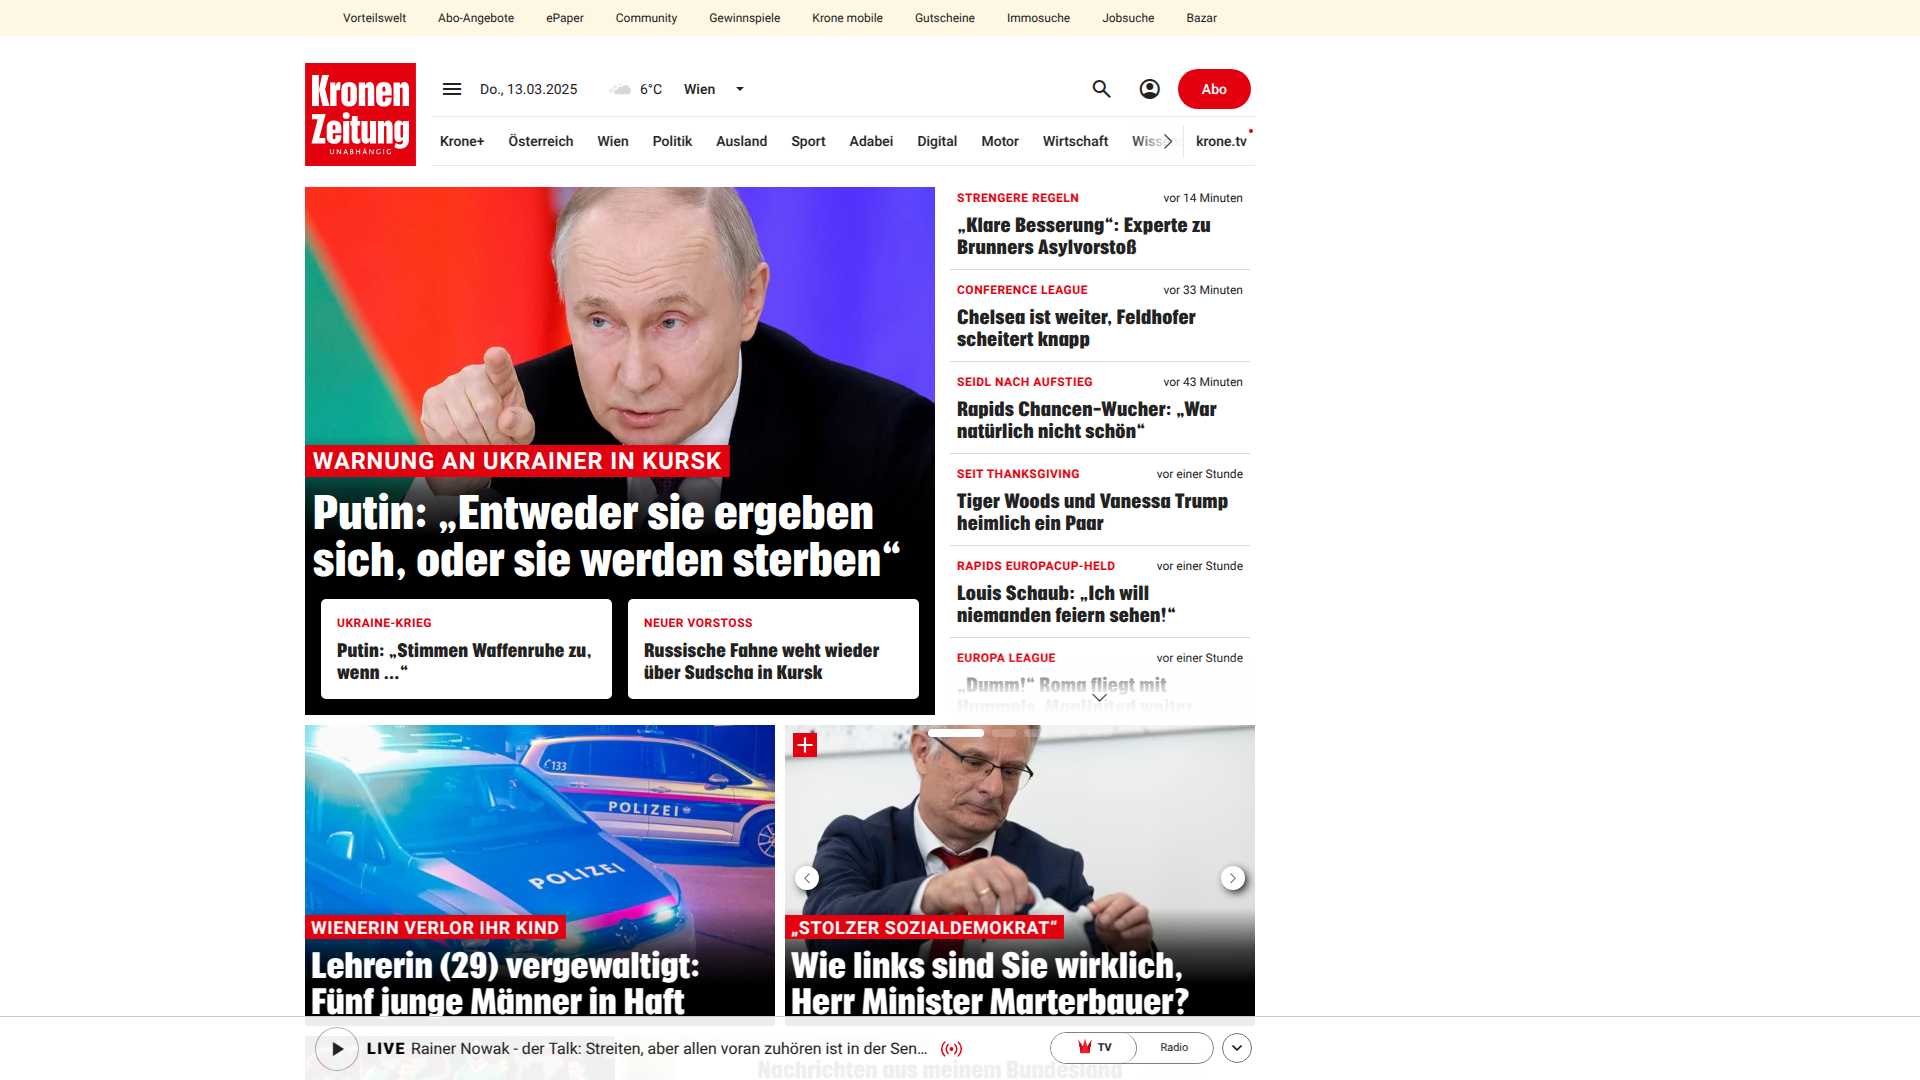 Vorteilswelt Abo-Angebote ePaper Community Gewinnspiele Krone mobile Gutscheine Immosuche Jobsuche Bazar
Kronen
Zeitung
UNABHÄNGIG
Do., 13.03.2025 6°C Wien Abo
Krone+ Österreich Wien Politik Ausland Sport Adabei Digital Motor Wirtschaft krone.tv
WARNUNG AN UKRAINER IN KURSK
Putin: „Entweder sie ergeben
sich, oder sie werden sterben“
UKRAINE-KRIEG
Putin: „Stimmen Waffenruhe zu,
wenn ...“
NEUER VORSTOSS
Russische Fahne weht wieder
über Sudscha in Kursk
STRENGERE REGELN vor 14 Minuten
„Klare Besserung“: Experte zu
Brunners Asylvorstoß
CONFERENCE LEAGUE vor 33 Minuten
Chelsea ist weiter, Feldhofer
scheitert knapp
SEIDL NACH AUFSTIEG vor 43 Minuten
Rapids Chancen-Wucher: „War
natürlich nicht schön“
SEIT THANKSGIVING vor einer Stunde
Tiger Woods und Vanessa Trump
heimlich ein Paar
RAPIDS EUROPACUP-HELD vor einer Stunde
Louis Schaub: „Ich will
niemanden feiern sehen!“
EUROPA LEAGUE vor einer Stunde
„Dumm!“ Roma fliegt mit
Hummels, ManUnited weiter
133
POLIZEI
POLIZEI
WIENERIN VERLOR IHR KIND
Lehrerin (29) vergewaltigt:
Fünf junge Männer in Haft
„STOLZER SOZIALDEMOKRAT“
Wie links sind Sie wirklich,
Herr Minister Marterbauer?
LIVE Rainer Nowak - der Talk: Streiten, aber allen voran zuhören ist in der Sen... TV Radio
Nachrichten aus meinem Bundesland